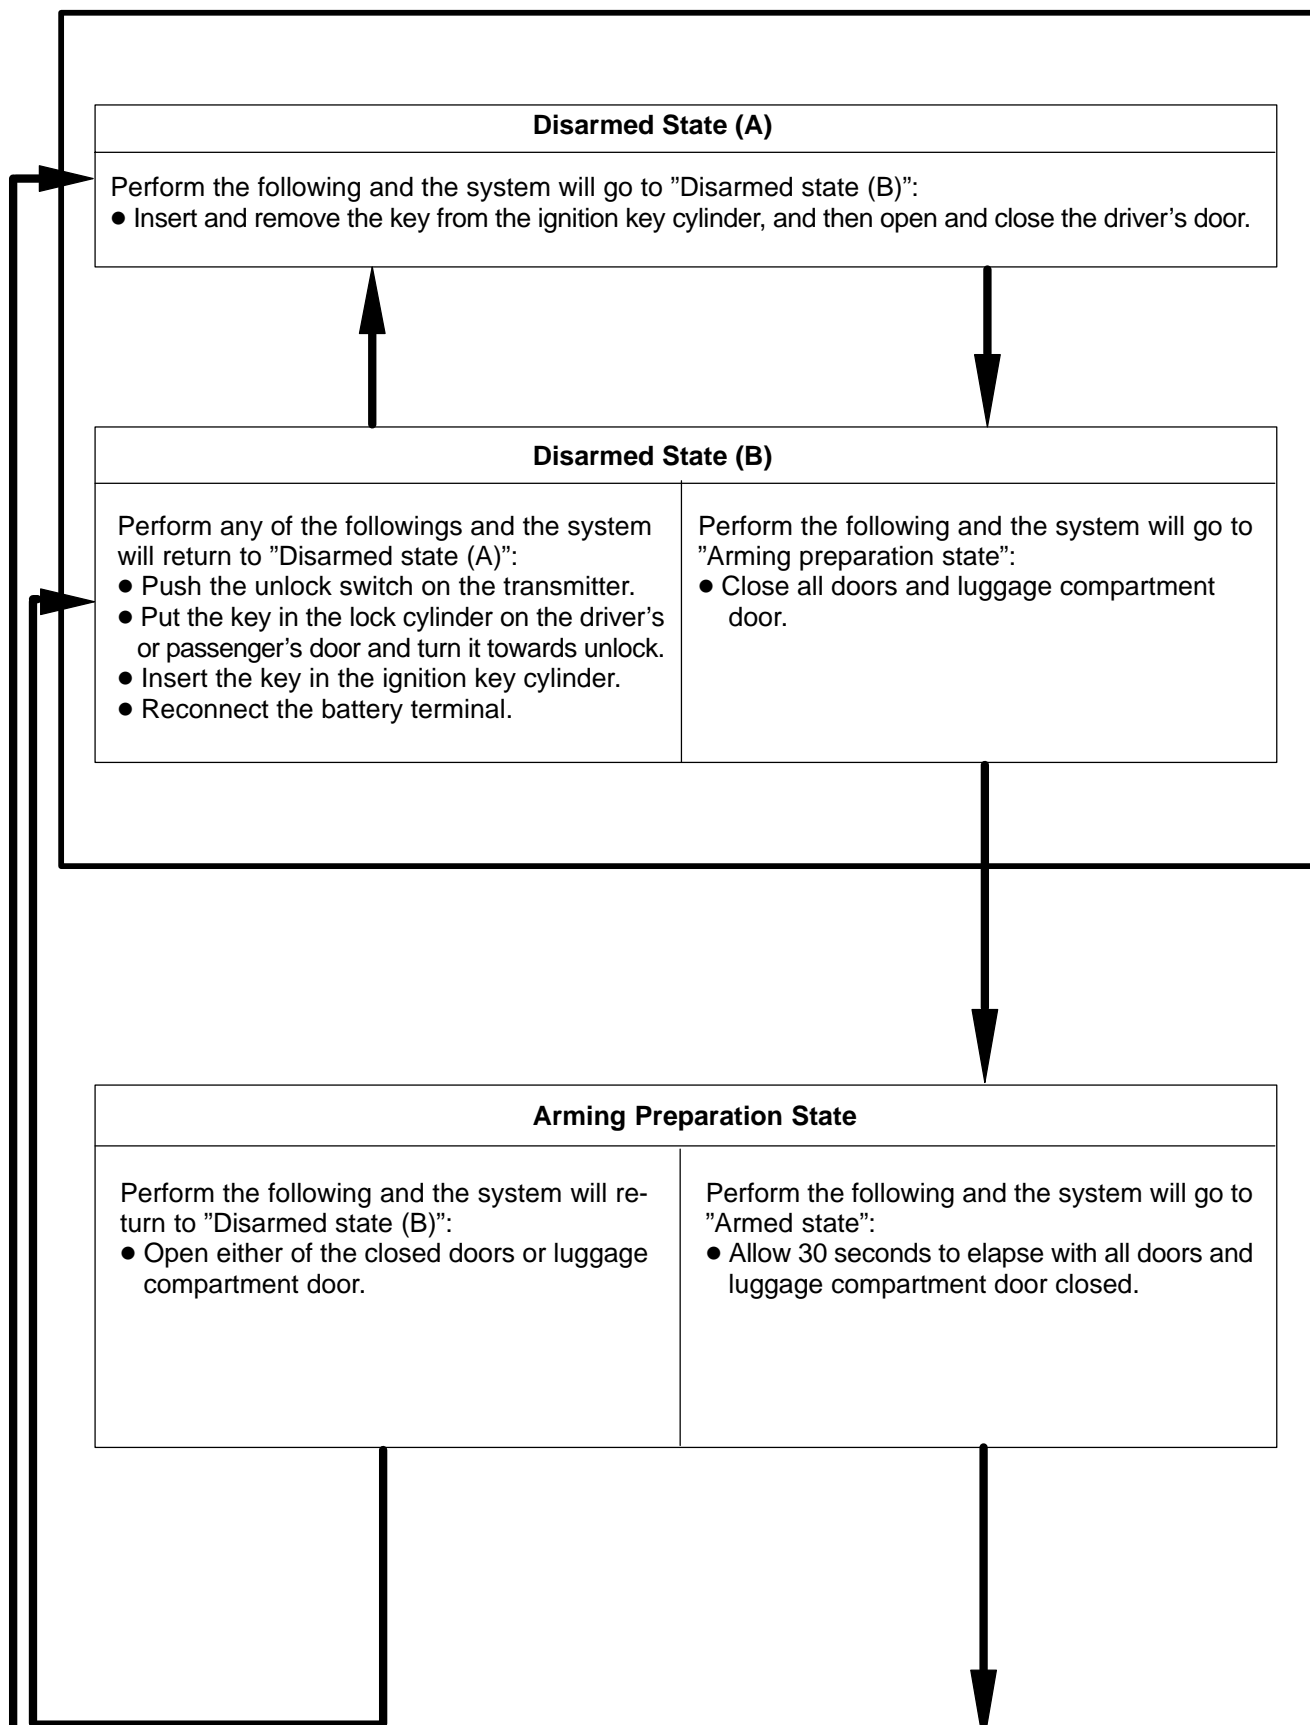 Disarmed State (A)
Perform the following and the system will go to ”Disarmed state (B)”:
● Insert and remove the key from the ignition key cylinder, and then open and close the driver’s door.
Disarmed State (B)
Perform any of the followings and the system
will return to ”Disarmed state (A)”:
● Push the unlock switch on the transmitter.
● Put the key in the lock cylinder on the driver’s
or passenger’s door and turn it towards unlock.
● Insert the key in the ignition key cylinder.
● Reconnect the battery terminal.
Perform the following and the system will go to
”Arming preparation state”:
● Close all doors and luggage compartment
door.
Arming Preparation State
Perform the following and the system will re-
turn to ”Disarmed state (B)”:
● Open either of the closed doors or luggage
compartment door.
Perform the following and the system will go to
”Armed state”:
● Allow 30 seconds to elapse with all doors and
luggage compartment door closed.